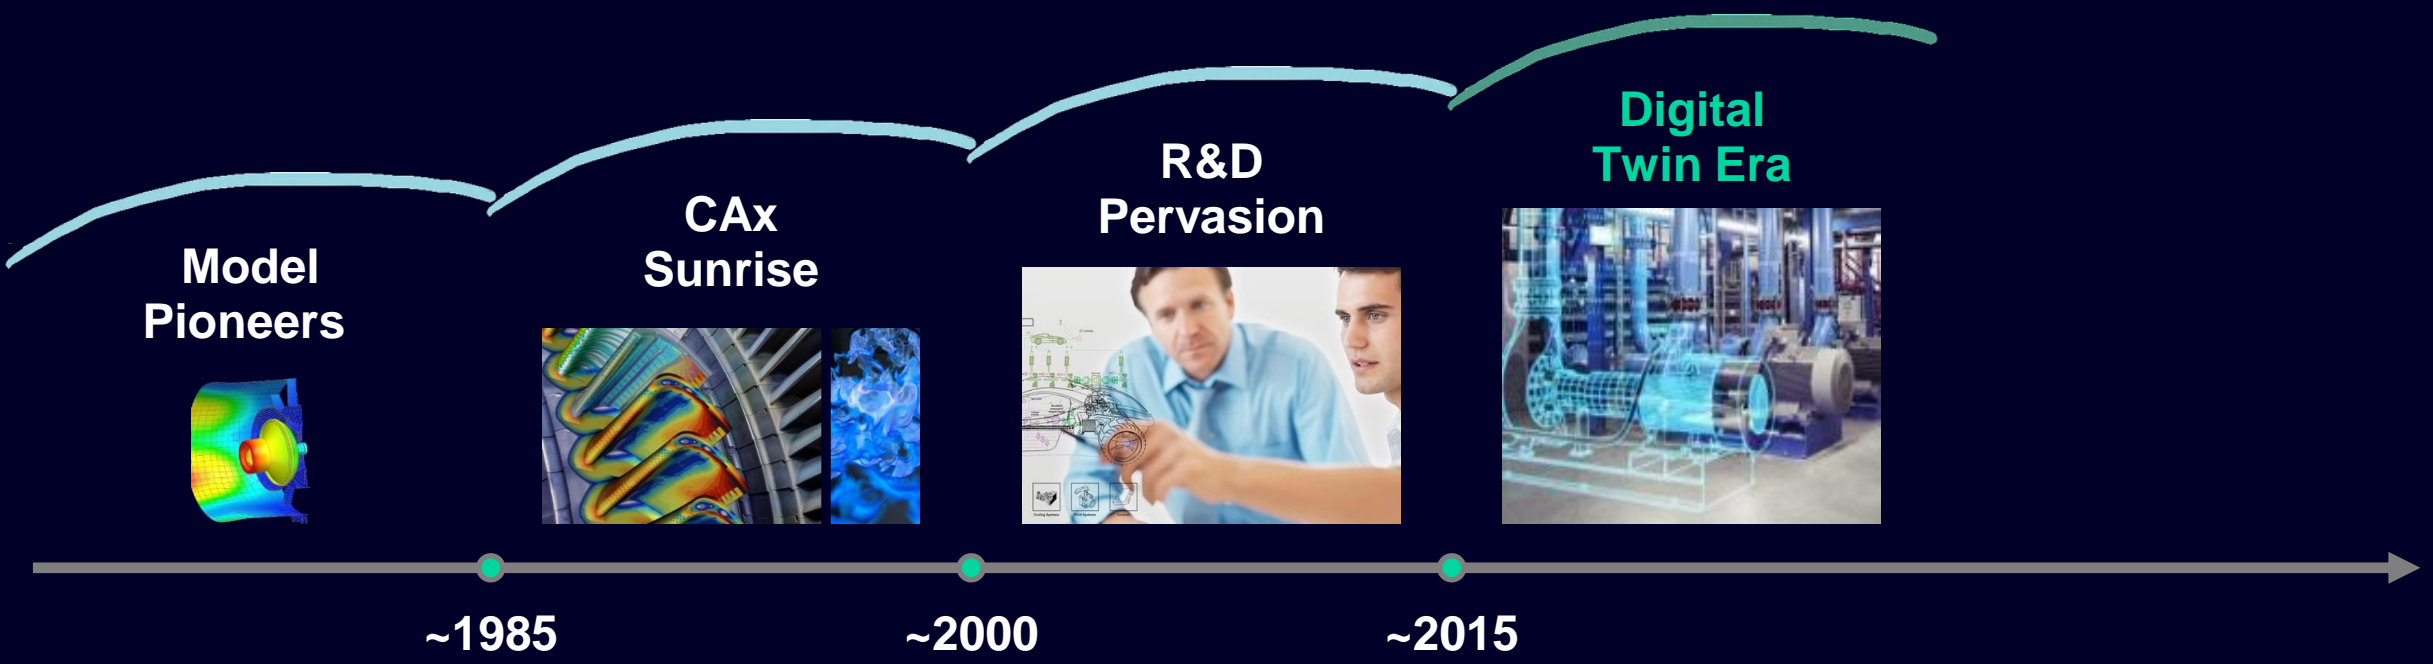 Model
Pioneers
CAx
Sunrise
R&D
Pervasion
Digital
Twin Era
~1985
~2000
~2015